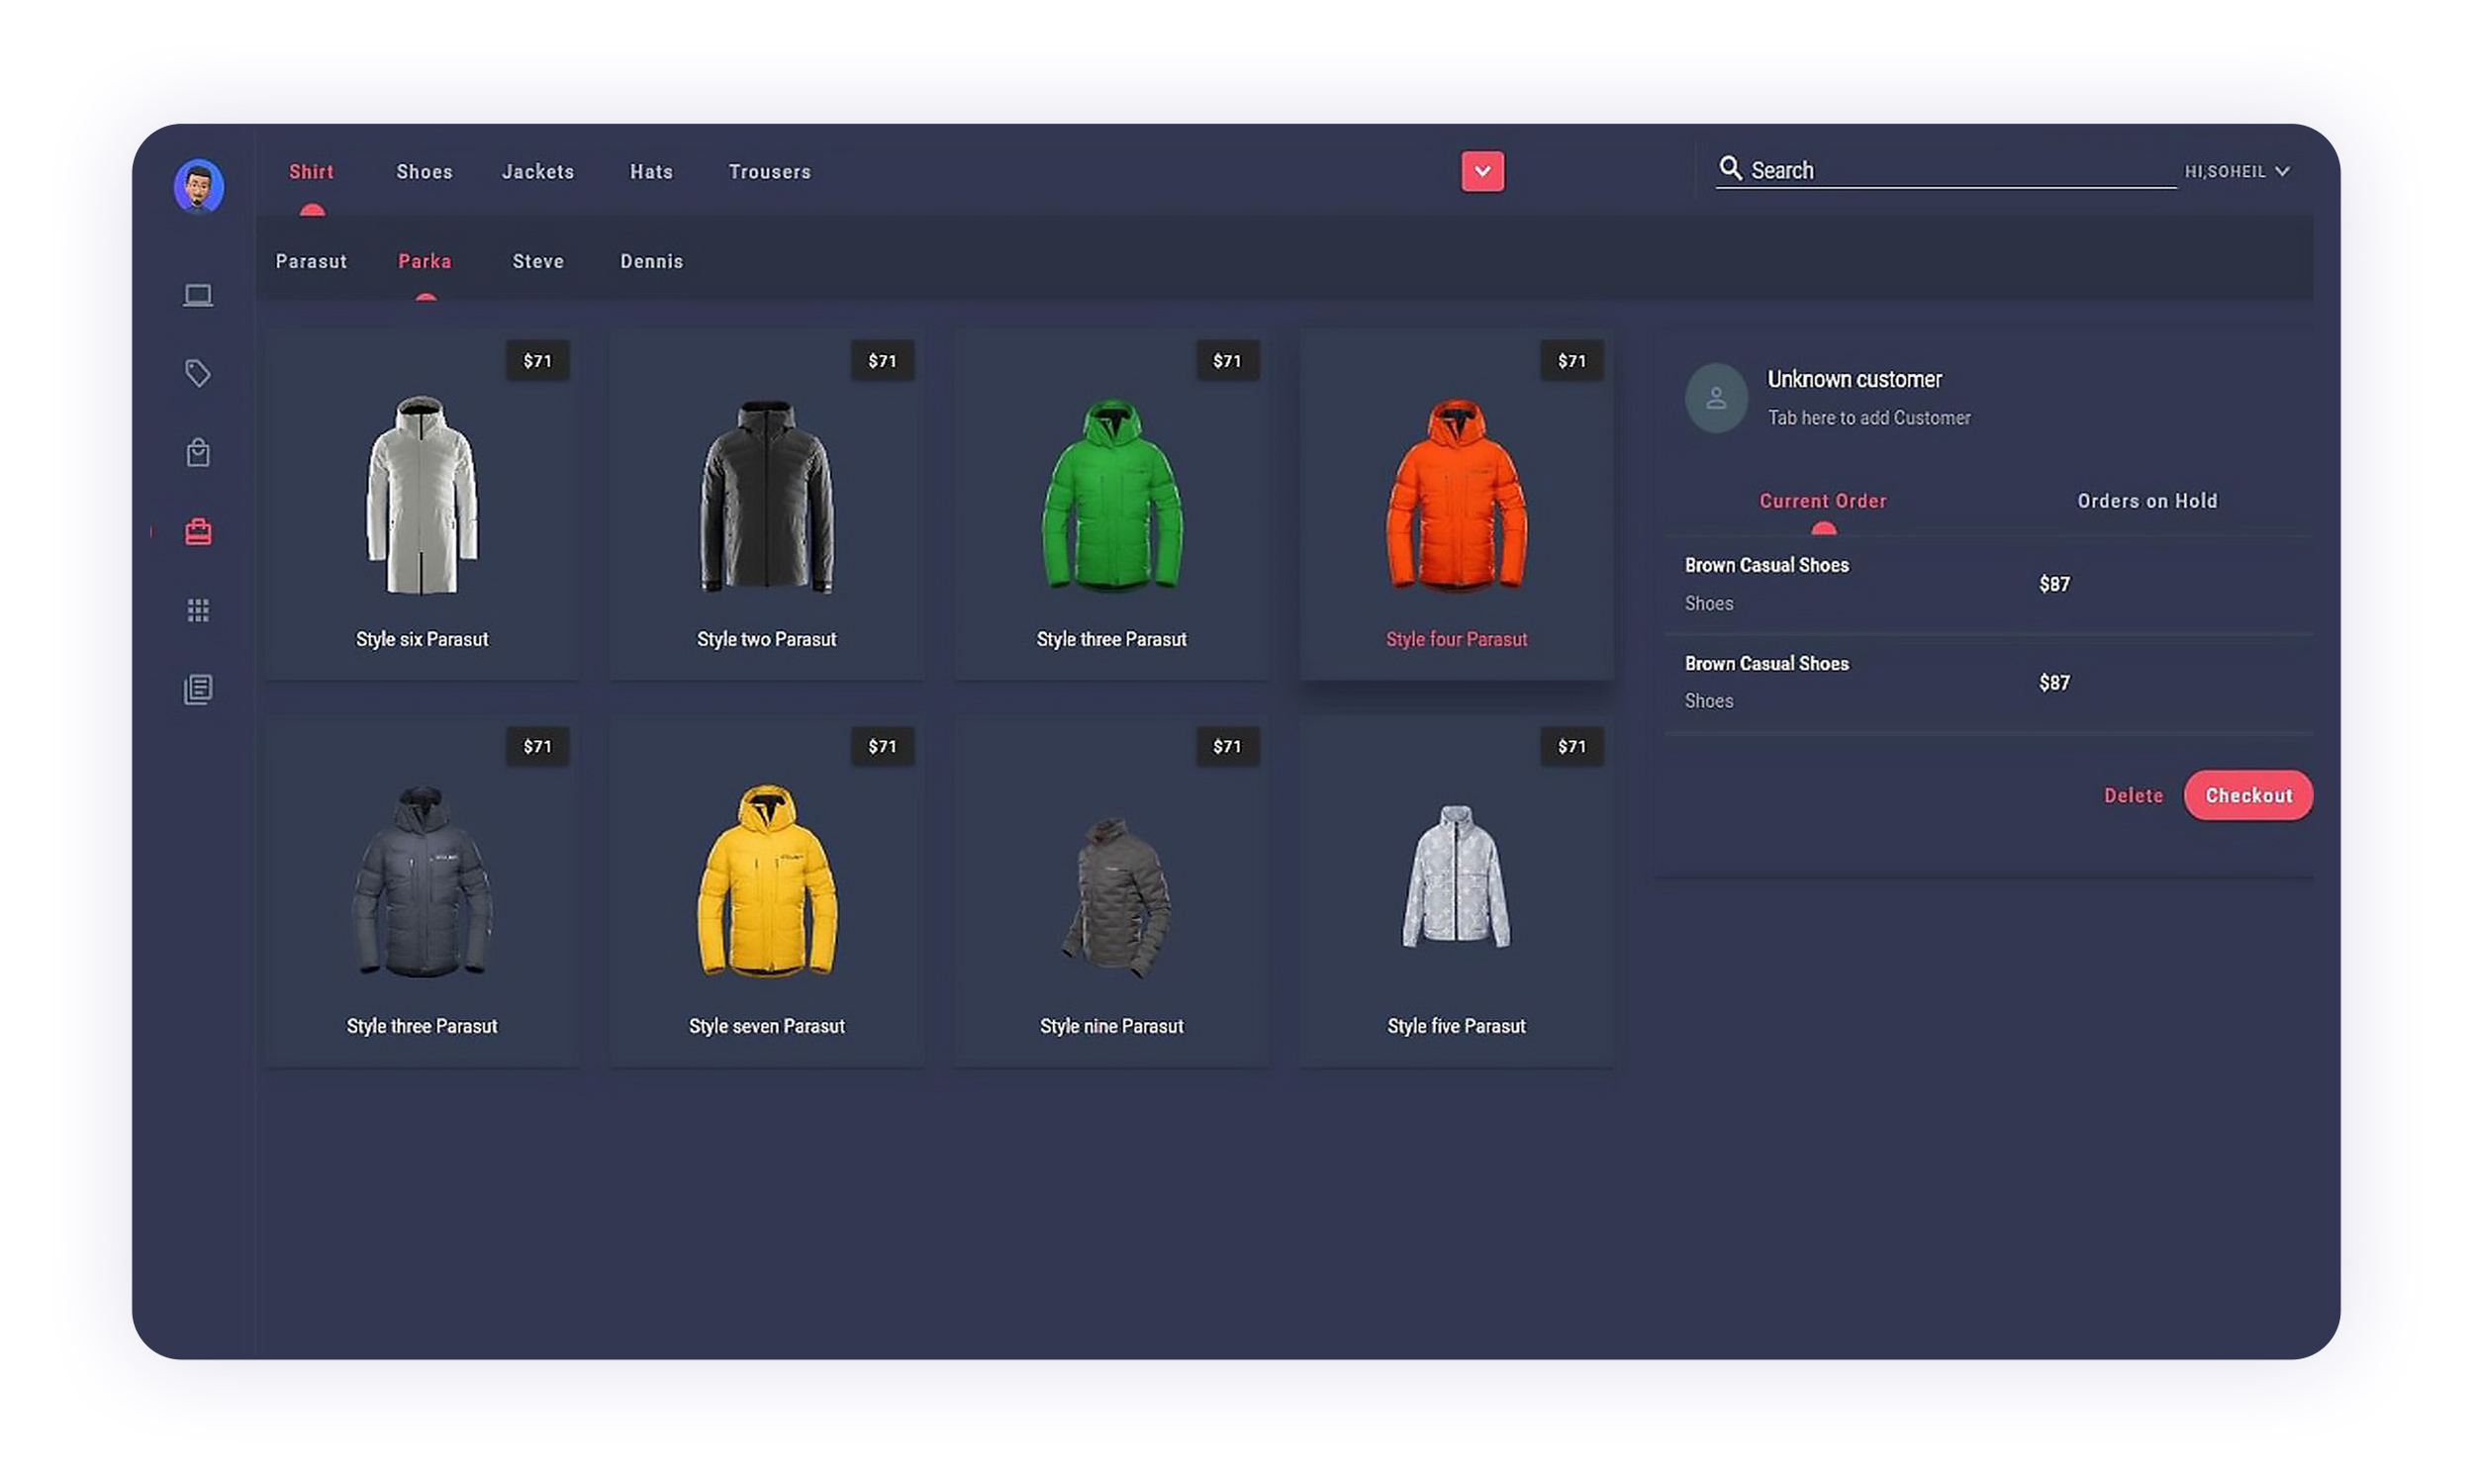 Shirt Shoes Jackets Hats Trousers Search HI,SOHEIL
Parasut Parka Steve Dennis
$71 $71 $71 $71
Style six Parasut Style two Parasut Style three Parasut Style four Parasut
$71 $71 $71 $71
Style three Parasut Style seven Parasut Style nine Parasut Style five Parasut
Unknown customer
Tab here to add Customer
Current Order Orders on Hold
Brown Casual Shoes
Shoes
$87
Brown Casual Shoes
Shoes
$87
Delete Checkout